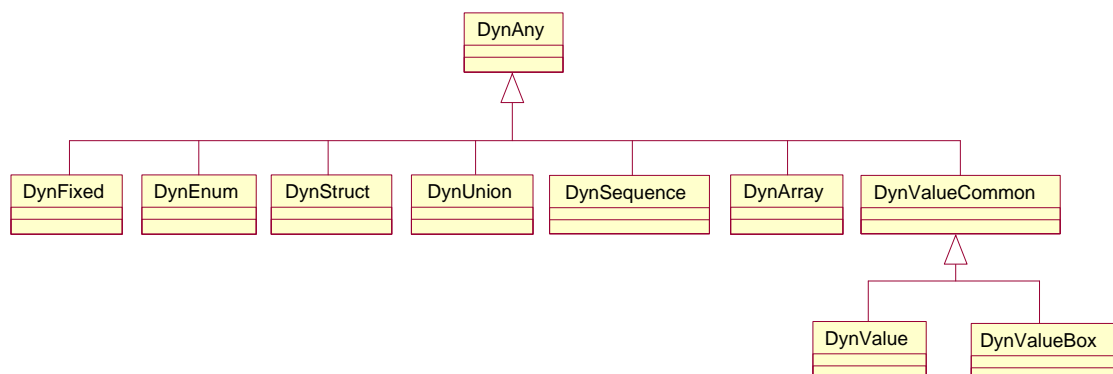 DynAny
DynFixed
DynEnum
DynStruct
DynUnion
DynSequence
DynArray
DynValueCommon
DynValue
DynValueBox